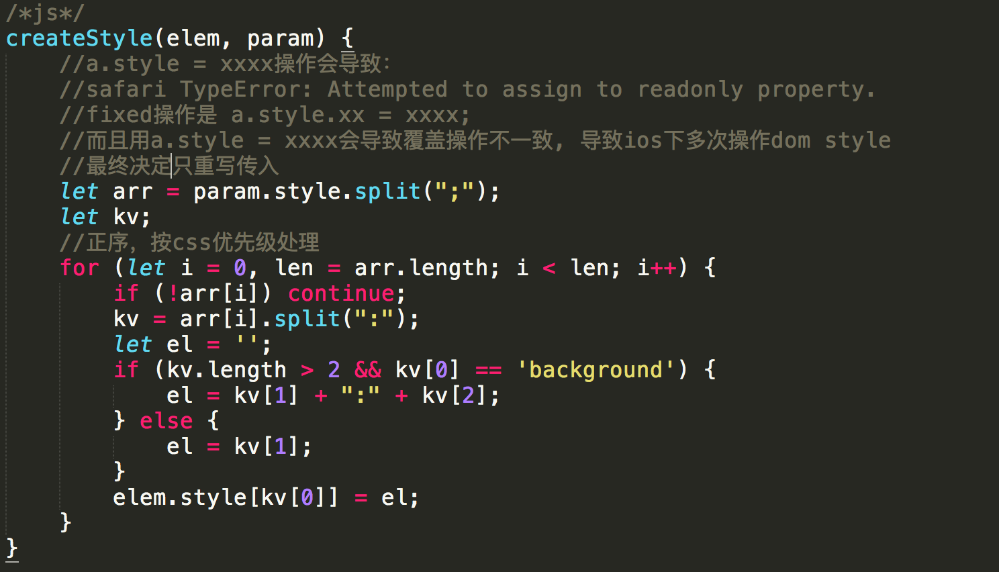 /*js*/
createStyle(elem, param) {
//a.style = xxxx操作会导致：
//safari TypeError: Attempted to assign to readonly property.
//fixed操作是 a.style.xx = xxxx;
//而且用a.style = xxxx会导致覆盖操作不一致, 导致ios下多次操作dom style
//最终决定只重写传入
let arr = param.style.split(";");
let kv;
//正序，按css优先级处理
for (let i = 0, len = arr.length; i < len; i++) {
if (!arr[i]) continue;
kv = arr[i].split(":");
let el = '';
if (kv.length > 2 && kv[0] == 'background') {
el = kv[1] + ":" + kv[2];
} else {
el = kv[1];
}
elem.style[kv[0]] = el;
}
}